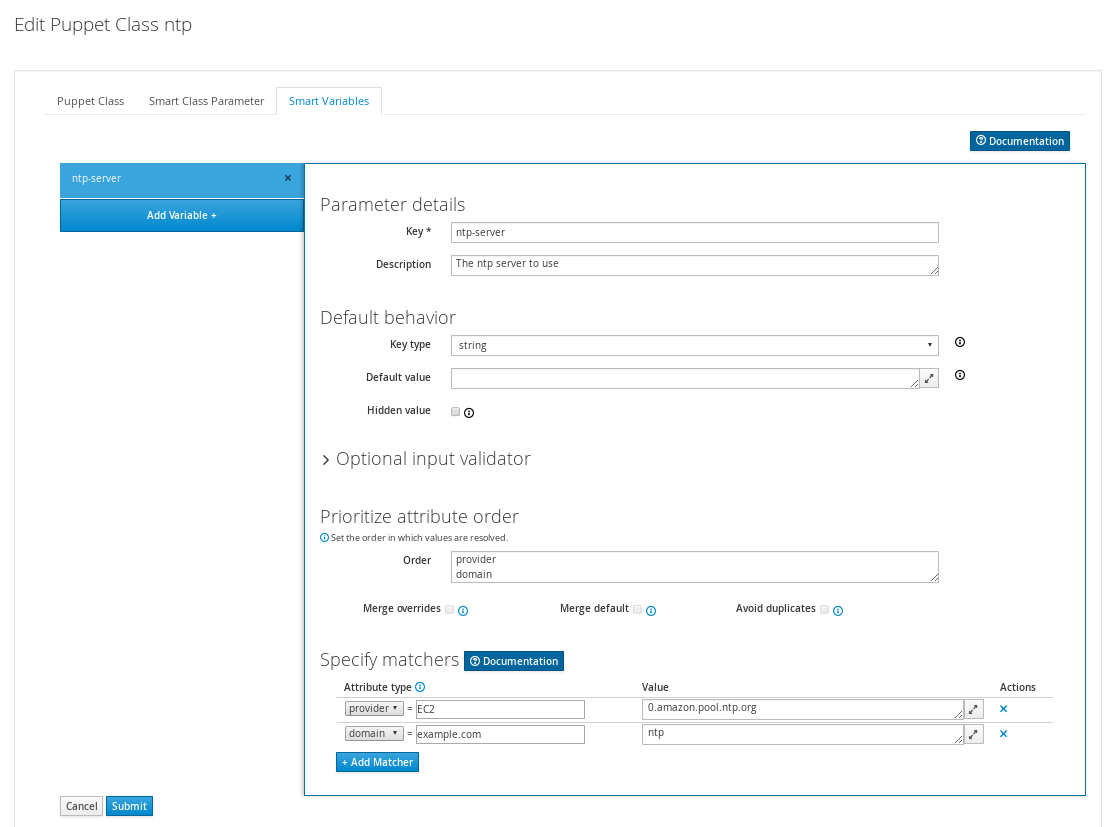 Edit Puppet Class ntp
Puppet Class Smart Class Parameter Smart Variables
Documentation
ntp-server ×
Add Variable +
Parameter details
Key * ntp-server
Description The ntp server to use
Default behavior
Key type string
Default value
Hidden value
Optional input validator
Prioritize attribute order
Set the order in which values are resolved.
Order provider
domain
Merge overrides Merge default Avoid duplicates
Specify matchers Documentation
Attribute type Value Actions
provider = EC2 0.amazon.pool.ntp.org ×
domain = example.com ntp ×
+ Add Matcher
Cancel Submit